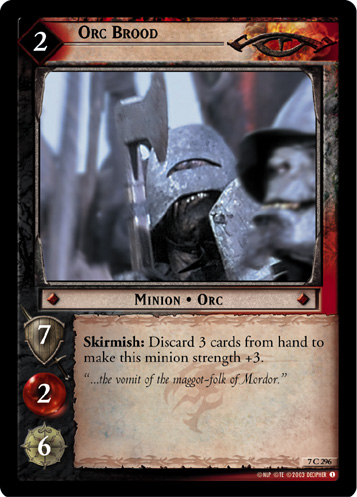 2
Orc Brood
Minion • Orc
7
Skirmish: Discard 3 cards from hand to
make this minion strength +3.
2
"...the vomit of the maggot-folk of Mordor."
6
7 C 296
©NLP ©TE ©2003 DECIPHER